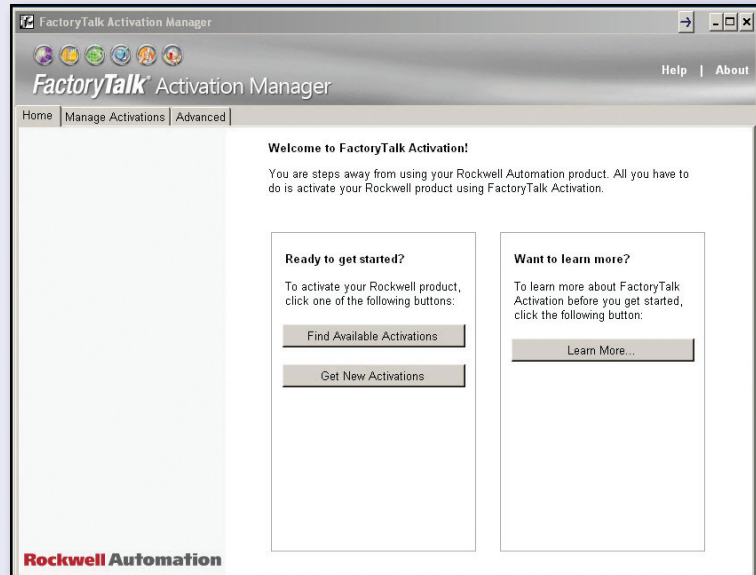 FactoryTalk Activation Manager
FactoryTalk® Activation Manager
Help | About
Home Manage Activations Advanced
Welcome to FactoryTalk Activation!
You are steps away from using your Rockwell Automation product. All you have to
do is activate your Rockwell product using FactoryTalk Activation.
Ready to get started?
To activate your Rockwell product,
click one of the following buttons:
Find Available Activations
Get New Activations
Want to learn more?
To learn more about FactoryTalk
Activation before you get started,
click the following button:
Learn More...
Rockwell Automation